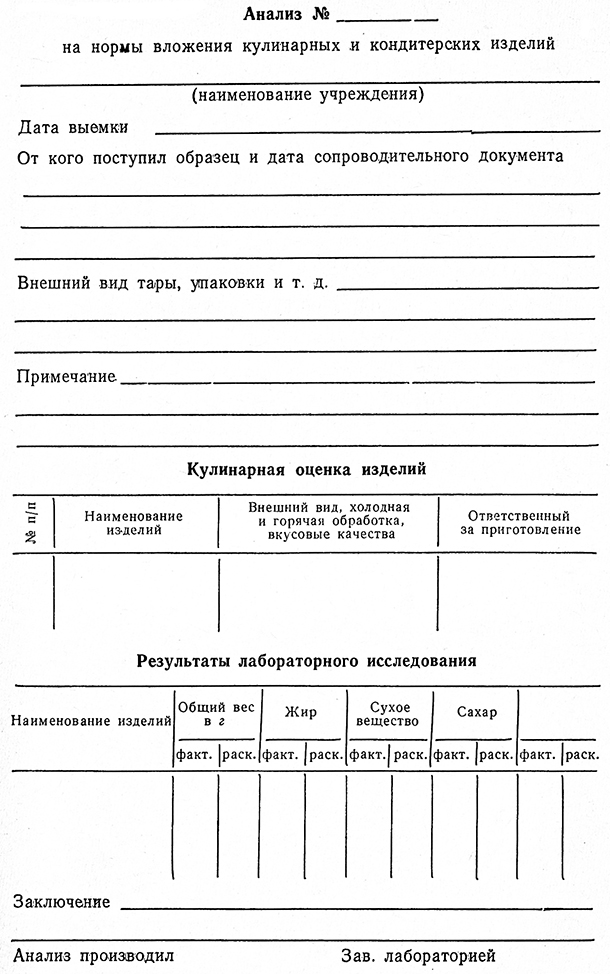 Анализ №
на нормы вложения кулинарных и кондитерских изделий
(наименование учреждения)
Дата выемки
От кого поступил образец и дата сопроводительного документа
Внешний вид тары, упаковки и т. д.
Примечание
Кулинарная оценка изделий
№ п/п
Наименование
изделий
Внешний вид, холодная
и горячая обработка,
вкусовые качества
Ответственный
за приготовление
Результаты лабораторного исследования
Наименование изделий
Общий вес
в г
Жир
Сухое
вещество
Сахар
факт. раск. факт. раск. факт. раск. факт. раск. факт. раск.
Заключение
Анализ производил Зав. лабораторией